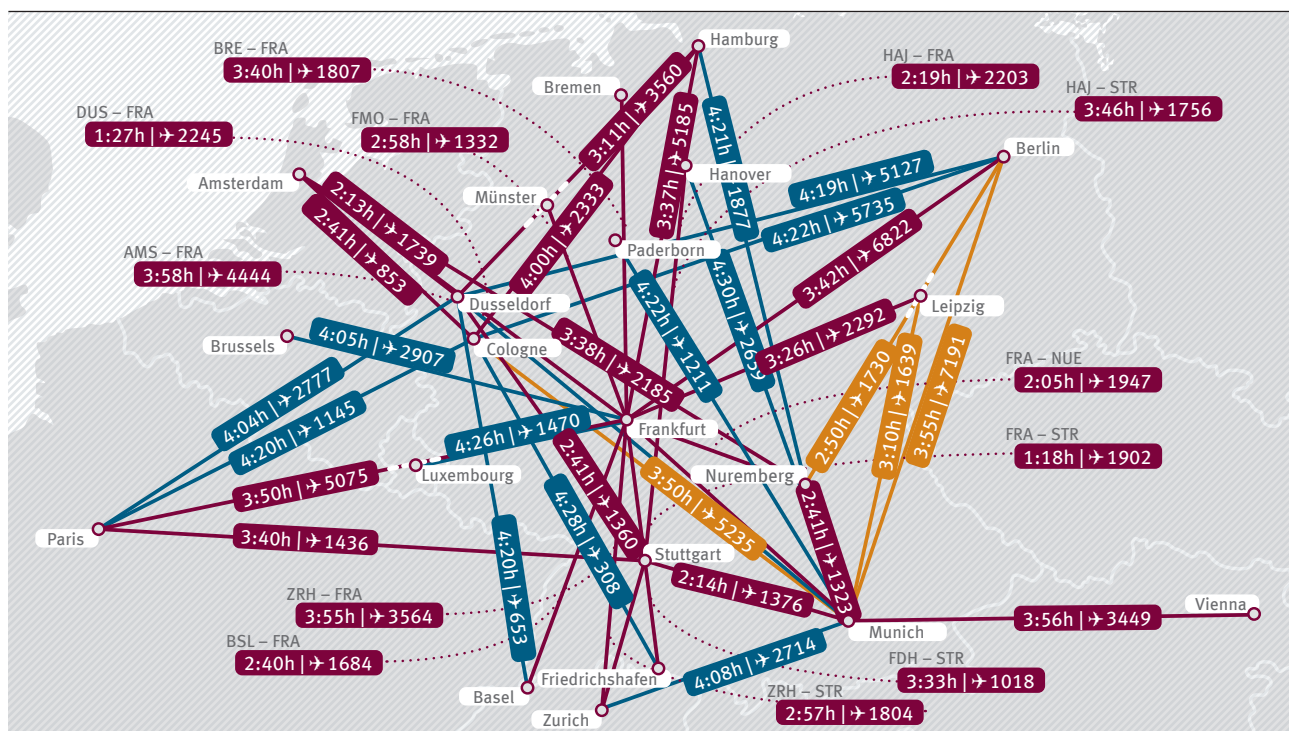 BRE – FRA
3:40h | ✈ 1807
DUS – FRA
1:27h | ✈ 2245
FMO – FRA
2:58h | ✈ 1332
HAJ – FRA
2:19h | ✈ 2203
HAJ – STR
3:46h | ✈ 1756
AMS – FRA
3:58h | ✈ 4444
Hamburg
Bremen
Hanover
Berlin
Amsterdam
Münster
Paderborn
Dusseldorf
Leipzig
Brussels
Cologne
3:11h | ✈ 3560
4:00h | ✈ 2333
3:37h | ✈ 5185
4:21h | ✈ 1877
4:19h | ✈ 5127
4:22h | ✈ 5735
3:42h | ✈ 6822
2:13h | ✈ 1739
2:41h | ✈ 853
4:22h | ✈ 1211
4:30h | ✈ 2659
3:26h | ✈ 2292
4:05h | ✈ 2907
3:38h | ✈ 2185
4:04h | ✈ 2777
4:20h | ✈ 1145
2:50h | ✈ 1730
3:10h | ✈ 1639
3:55h | ✈ 7191
FRA – NUE
2:05h | ✈ 1947
FRA – STR
1:18h | ✈ 1902
Frankfurt
4:26h | ✈ 1470
Luxembourg
Nuremberg
3:50h | ✈ 5075
2:41h | ✈ 1360
3:50h | ✈ 5235
2:41h | ✈ 1323
Paris
3:40h | ✈ 1436
Stuttgart
4:28h | ✈ 308
4:20h | ✈ 653
2:14h | ✈ 1376
Vienna
3:56h | ✈ 3449
Munich
ZRH – FRA
3:55h | ✈ 3564
BSL – FRA
2:40h | ✈ 1684
4:08h | ✈ 2714
FDH – STR
3:33h | ✈ 1018
ZRH – STR
2:57h | ✈ 1804
Friedrichshafen
Basel
Zurich